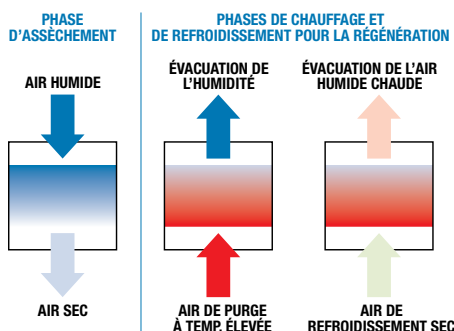 PHASE
D'ASSÈCHEMENT
PHASES DE CHAUFFAGE ET
DE REFROIDISSEMENT POUR LA RÉGÉNÉRATION
AIR HUMIDE
AIR SEC
ÉVACUATION DE
L'HUMIDITÉ
AIR DE PURGE
À TEMP. ÉLEVÉE
ÉVACUATION DE L'AIR
HUMIDE CHAUDE
AIR DE
REFROIDISSEMENT SEC